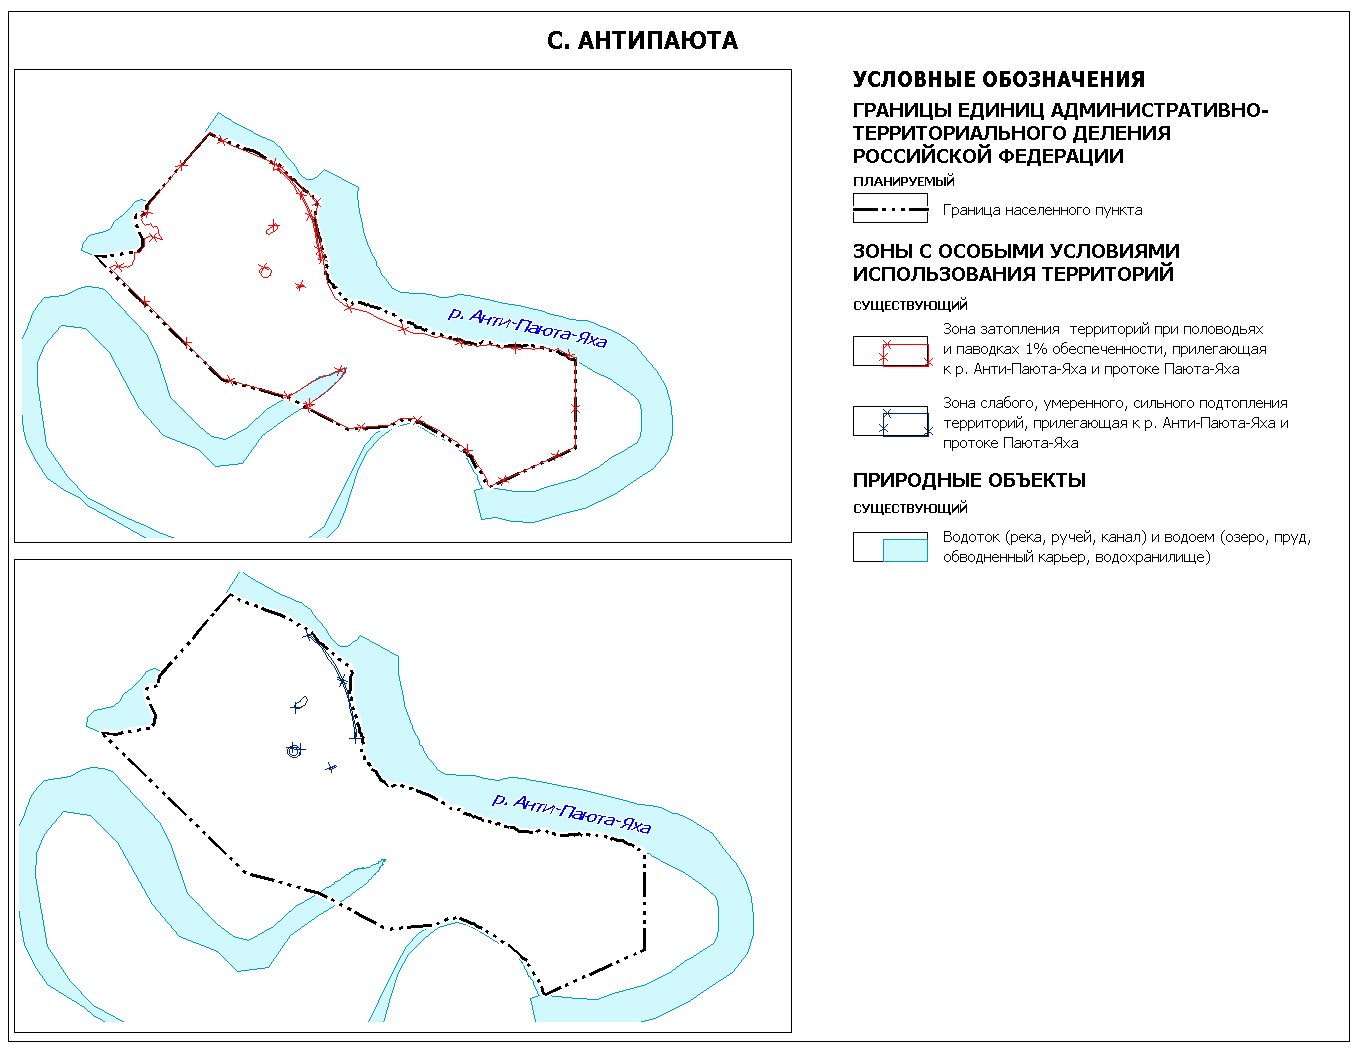 С. АНТИПАЮТА
р. Анти-Паюта-Яха
р. Анти-Паюта-Яха
УСЛОВНЫЕ ОБОЗНАЧЕНИЯ
ГРАНИЦЫ ЕДИНИЦ АДМИНИСТРАТИВНО-
ТЕРРИТОРИАЛЬНОГО ДЕЛЕНИЯ
РОССИЙСКОЙ ФЕДЕРАЦИИ
ПЛАНИРУЕМЫЙ
Граница населенного пункта
ЗОНЫ С ОСОБЫМИ УСЛОВИЯМИ
ИСПОЛЬЗОВАНИЯ ТЕРРИТОРИЙ
СУЩЕСТВУЮЩИЙ
Зона затопления территорий при половодьях
и паводках 1% обеспеченности, прилегающая
к р. Анти-Паюта-Яха и протоке Паюта-Яха
Зона слабого, умеренного, сильного подтопления
территорий, прилегающая к р. Анти-Паюта-Яха и
протоке Паюта-Яха
ПРИРОДНЫЕ ОБЪЕКТЫ
СУЩЕСТВУЮЩИЙ
Водоток (река, ручей, канал) и водоем (озеро, пруд,
обводненный карьер, водохранилище)